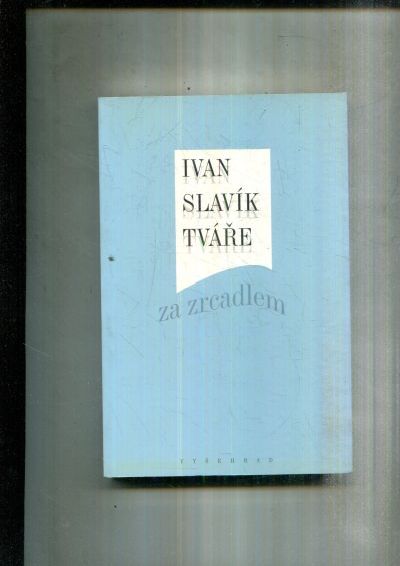 IVAN
SLAVÍK
TVÁŘE
za zrcadlem
VYŠEHRAD